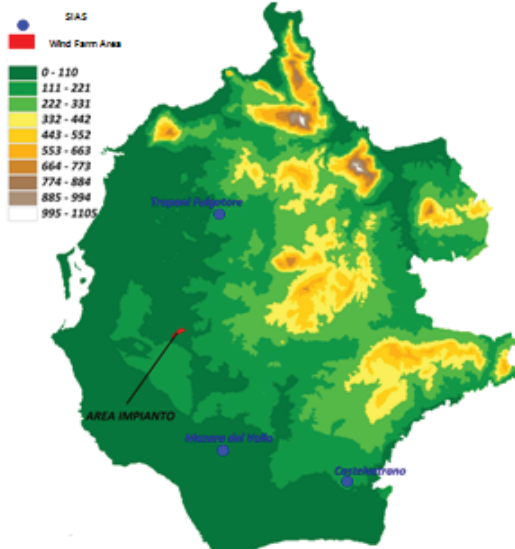 SIAS
Wind Farm Area
0 - 110
111 - 221
222 - 331
332 - 442
443 - 552
553 - 663
664 - 773
774 - 884
885 - 994
995 - 1105
Trapani Fulgatore
AREA IMPIANTO
Mazara del Vallo
Castelvetrano